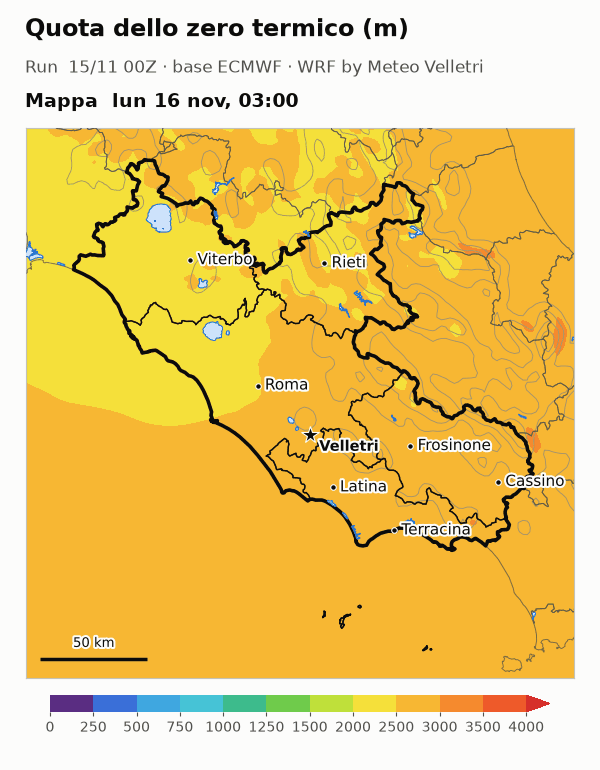 Quota dello zero termico (m)
Run  15/11 00Z · base ECMWF · WRF by Meteo Velletri
Mappa  lun 16 nov, 03:00
Viterbo
Rieti
Roma
Velletri
Frosinone
Cassino
Latina
Terracina
50 km
0 250 500 750 1000 1250 1500 2000 2500 3000 3500 4000